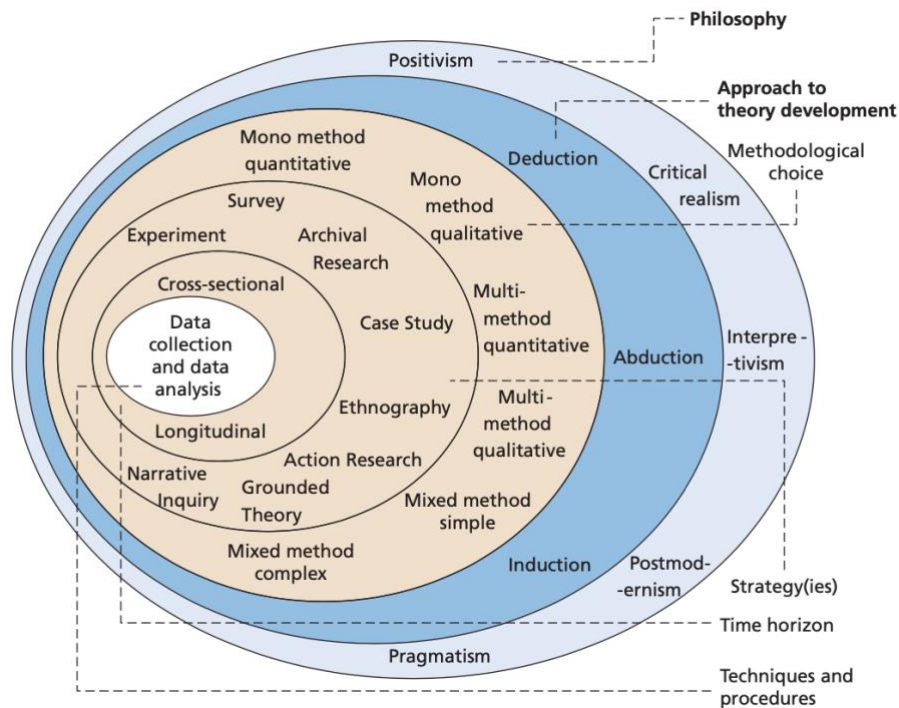 Philosophy
Positivism
Approach to
theory development
Mono method
quantitative
Deduction
Methodological
choice
Critical
realism
Mono
method
qualitative
Survey
Experiment
Archival
Research
Cross-sectional
Multi-
method
quantitative
Data
collection
and data
analysis
Case Study
Abduction
Interpre-
-tivism
Ethnography
Multi-
method
qualitative
Longitudinal
Action Research
Narrative
Inquiry
Grounded
Theory
Mixed method
simple
Mixed method
complex
Induction
Postmod-
-ernism
Strategy(ies)
Time horizon
Pragmatism
Techniques and
procedures